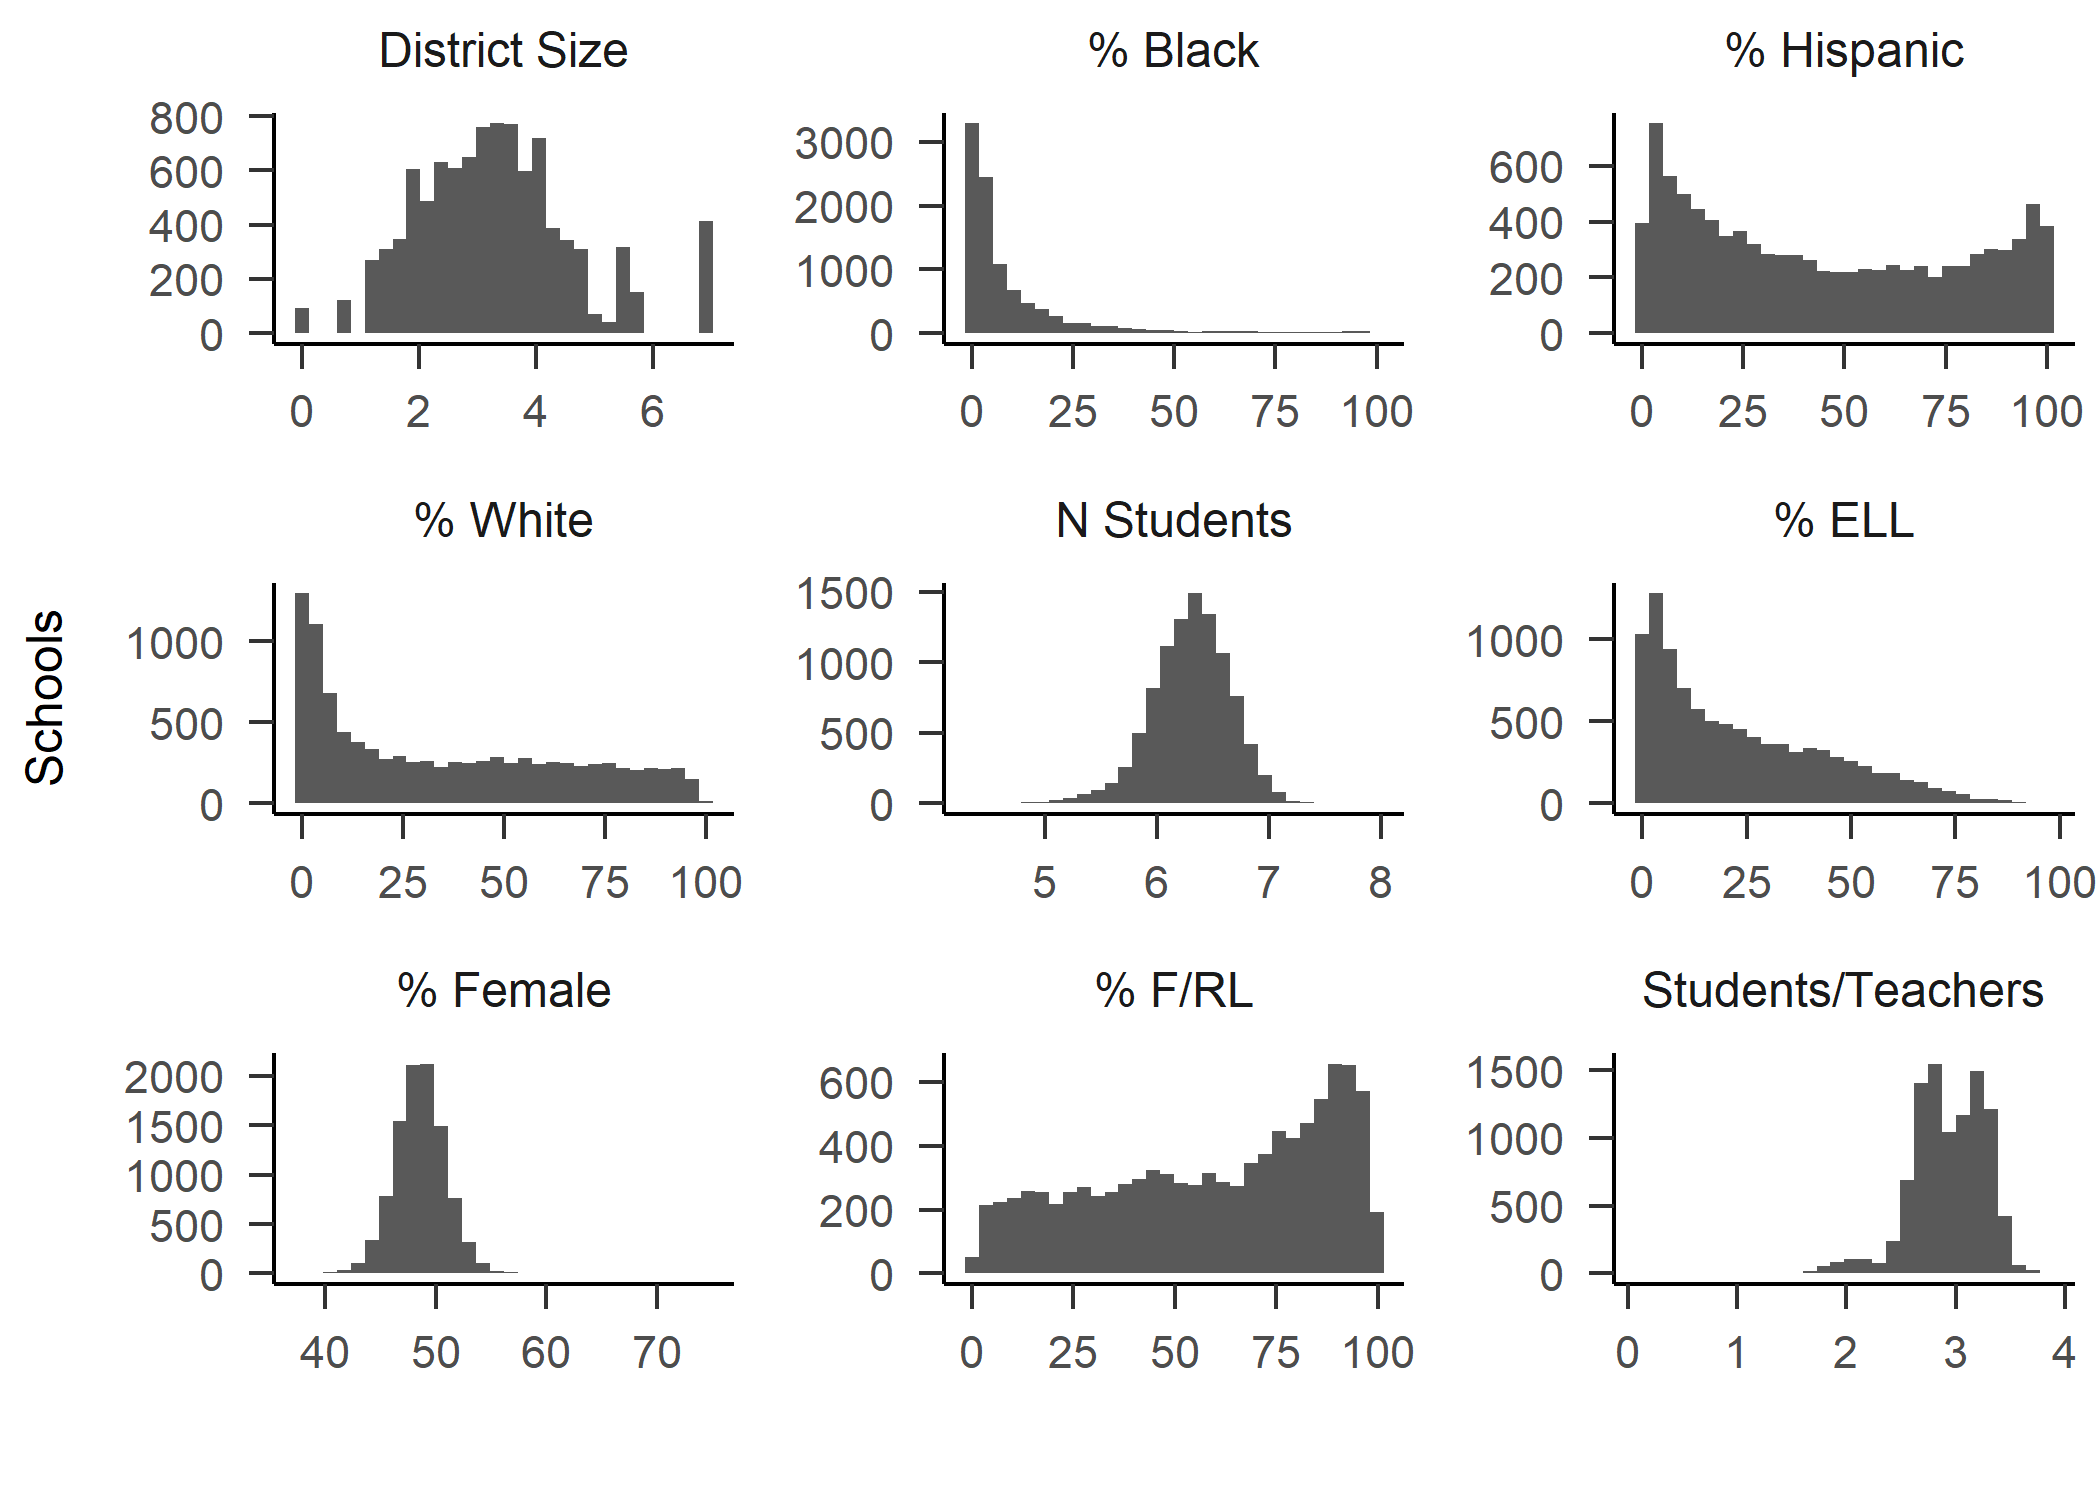 District Size
% Black
% Hispanic
800
600
400
200
0
0 2 4 6
3000
2000
1000
0
0 25 50 75 100
600
400
200
0
0 25 50 75 100
Schools
% White
N Students
% ELL
1000
500
0
0 25 50 75 100
1500
1000
500
0
5 6 7 8
1000
500
0
0 25 50 75 100
% Female
% F/RL
Students/Teachers
2000
1500
1000
500
0
40 50 60 70
600
400
200
0
0 25 50 75 100
1500
1000
500
0
0 1 2 3 4